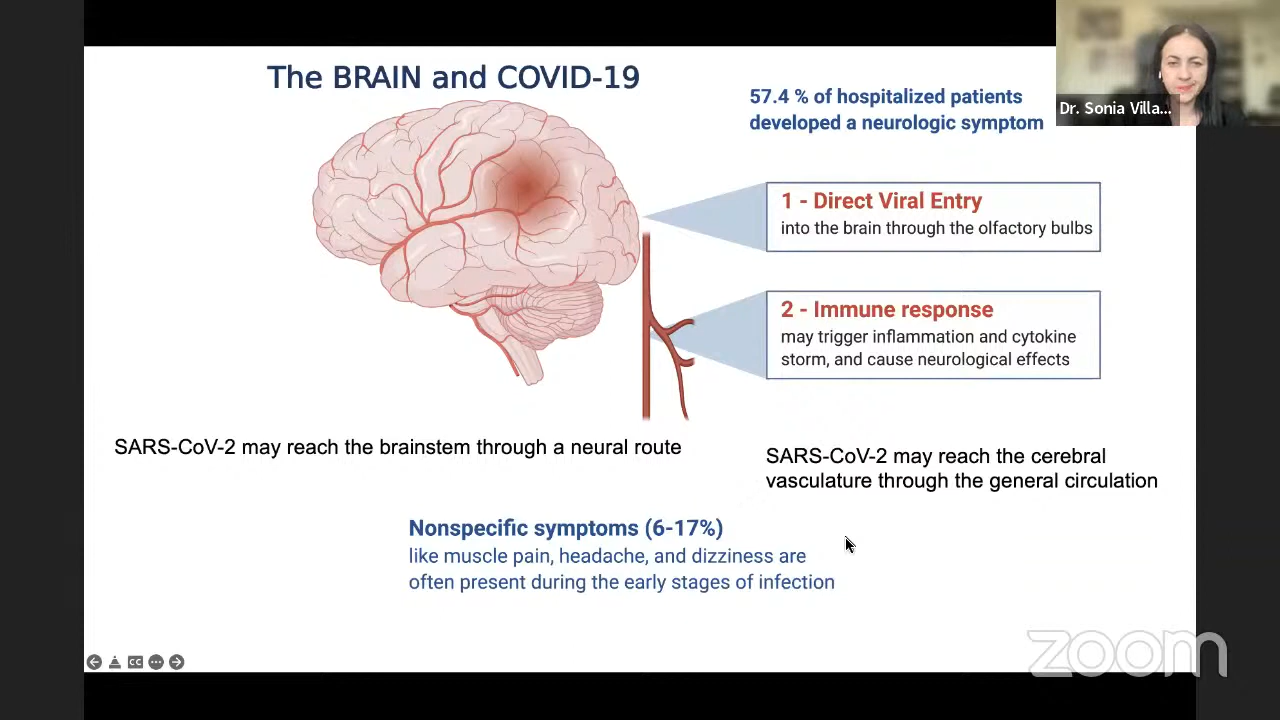 The BRAIN and COVID-19
57.4 % of hospitalized patients
developed a neurologic symptom
Dr. Sonia Villa...
1 - Direct Viral Entry
into the brain through the olfactory bulbs
2 - Immune response
may trigger inflammation and cytokine
storm, and cause neurological effects
SARS-CoV-2 may reach the brainstem through a neural route
SARS-CoV-2 may reach the cerebral
vasculature through the general circulation
Nonspecific symptoms (6-17%)
like muscle pain, headache, and dizziness are
often present during the early stages of infection
CC
zoom